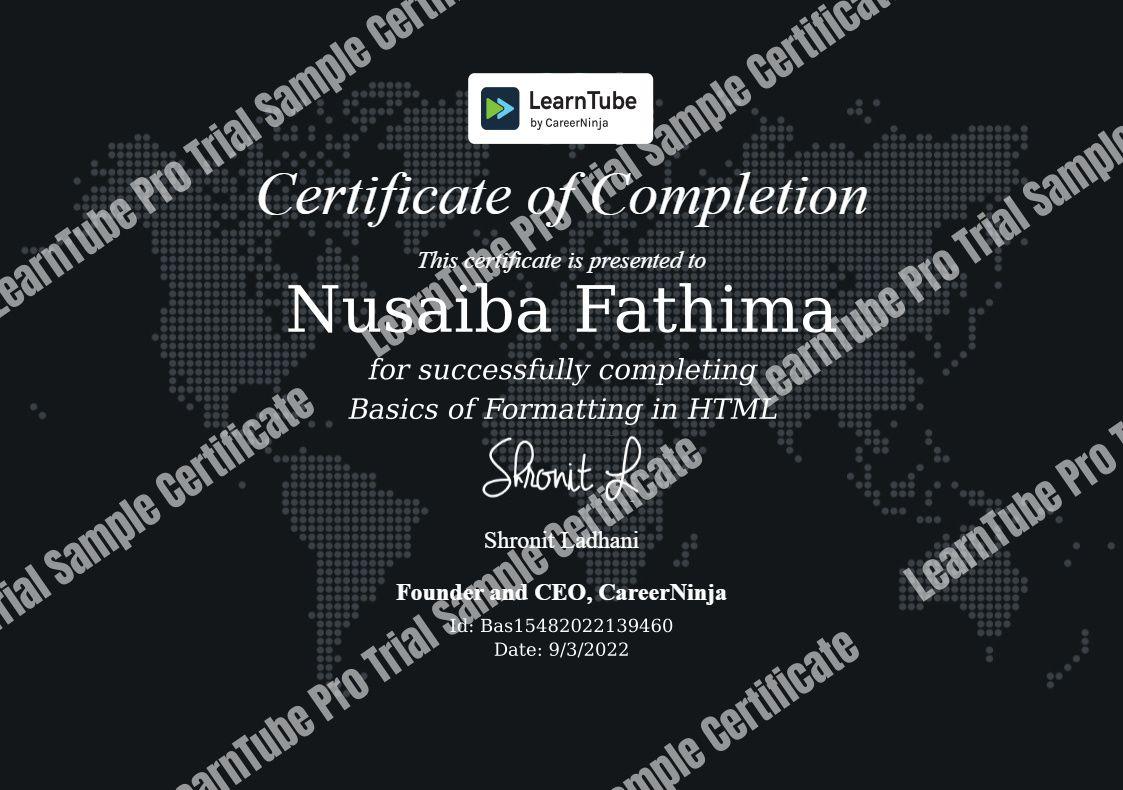 LearnTube
by CareerNinja
Certificate of Completion
This certificate is presented to
Nusaiba Fathima
for successfully completing
Basics of Formatting in HTML
Shronit L
Shronit Ladhani
Founder and CEO, CareerNinja
Id: Bas15482022139460
Date: 9/3/2022
LearnTube Pro Trial Sample Certific
LearnTube Pro Trial Sample Certificate
LearnTube Pro Trial Sample
Trial Sample Certificate
LearnTube Pro Trial Sample Certificate
LearnTube Pro
Sample Certificate